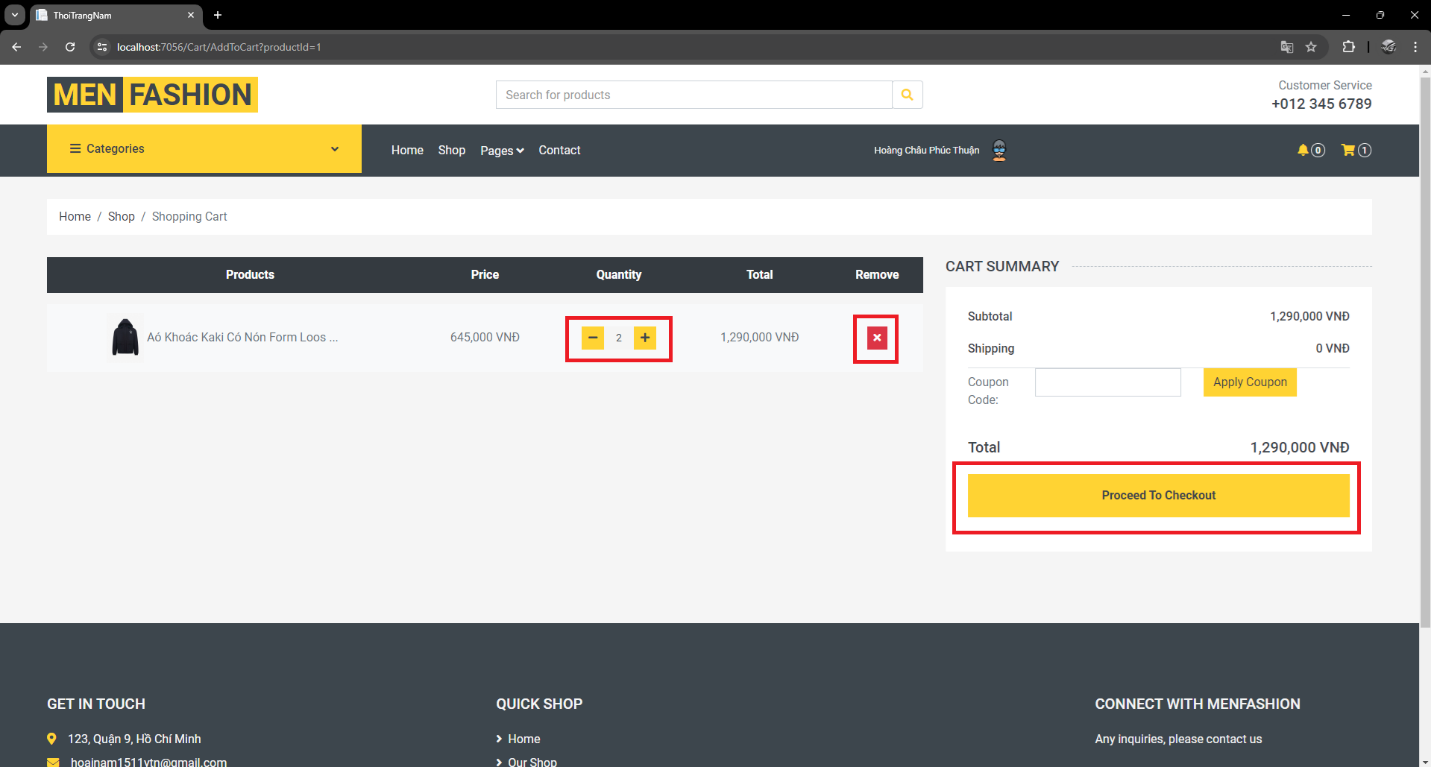 ThoiTrangNam
localhost:7056/Cart/AddToCart?productId=1
MEN FASHION
Search for products
Customer Service
+012 345 6789
Categories
Home Shop Pages Contact
Hoàng Châu Phúc Thuận
0 1
Home / Shop / Shopping Cart
Products Price Quantity Total Remove
Aó Khoác Kaki Có Nón Form Loos ... 645,000 VNĐ 2 1,290,000 VNĐ
CART SUMMARY
Subtotal 1,290,000 VNĐ
Shipping 0 VNĐ
Coupon
Code:
Apply Coupon
Total 1,290,000 VNĐ
Proceed To Checkout
GET IN TOUCH
123, Quận 9, Hồ Chí Minh
hoainam1511vtn@gmail.com
QUICK SHOP
Home
Our Shop
CONNECT WITH MENFASHION
Any inquiries, please contact us